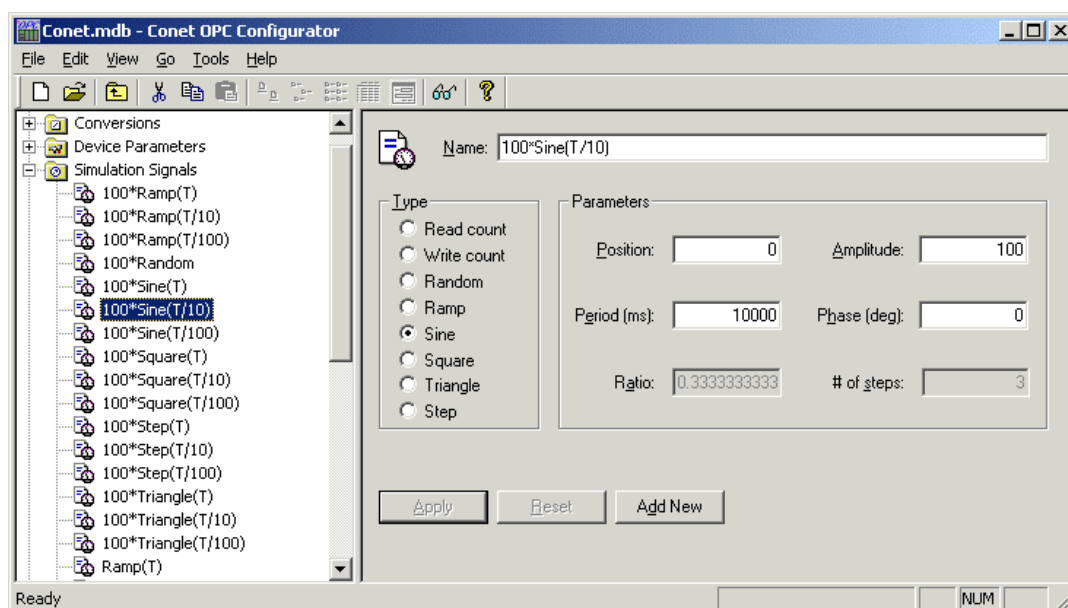 Conet.mdb - Conet OPC Configurator
File Edit View Go Tools Help
Conversions
Device Parameters
Simulation Signals
100*Ramp(T)
100*Ramp(T/10)
100*Ramp(T/100)
100*Random
100*Sine(T)
100*Sine(T/10)
100*Sine(T/100)
100*Square(T)
100*Square(T/10)
100*Square(T/100)
100*Step(T)
100*Step(T/10)
100*Step(T/100)
100*Triangle(T)
100*Triangle(T/10)
100*Triangle(T/100)
Ramp(T)
Name: 100*Sine(T/10)
Type
Read count
Write count
Random
Ramp
Sine
Square
Triangle
Step
Parameters
Position: 0 Amplitude: 100
Period (ms): 10000 Phase (deg): 0
Ratio: 0.3333333333 # of steps: 3
Apply Reset Add New
Ready NUM